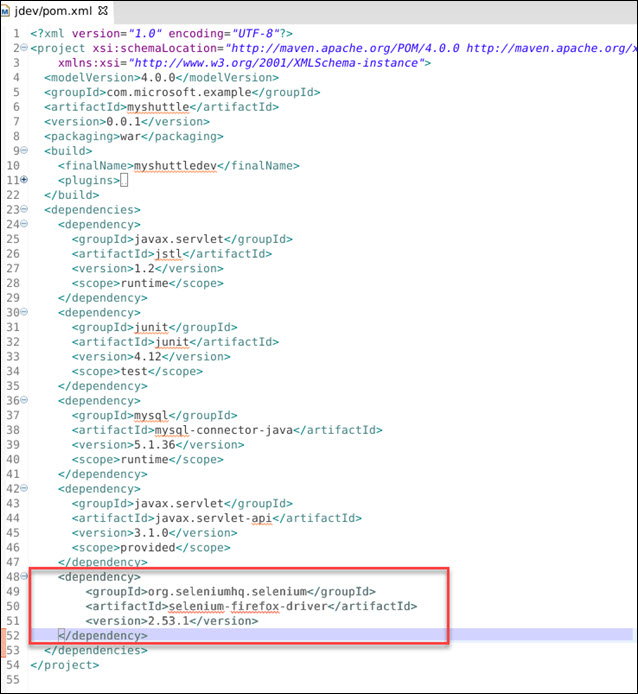 jdev/pom.xml
1 <?xml version="1.0" encoding="UTF-8"?>
2 <project xsi:schemaLocation="http://maven.apache.org/POM/4.0.0 http://maven.apache.org/x
3 xmlns:xsi="http://www.w3.org/2001/XMLSchema-instance">
4 <modelVersion>4.0.0</modelVersion>
5 <groupId>com.microsoft.example</groupId>
6 <artifactId>myshuttle</artifactId>
7 <version>0.0.1</version>
8 <packaging>war</packaging>
9 <build>
10 <finalName>myshuttledev</finalName>
11 <plugins>
22 </build>
23 <dependencies>
24 <dependency>
25 <groupId>javax.servlet</groupId>
26 <artifactId>jstl</artifactId>
27 <version>1.2</version>
28 <scope>runtime</scope>
29 </dependency>
30 <dependency>
31 <groupId>junit</groupId>
32 <artifactId>junit</artifactId>
33 <version>4.12</version>
34 <scope>test</scope>
35 </dependency>
36 <dependency>
37 <groupId>mysql</groupId>
38 <artifactId>mysql-connector-java</artifactId>
39 <version>5.1.36</version>
40 <scope>runtime</scope>
41 </dependency>
42 <dependency>
43 <groupId>javax.servlet</groupId>
44 <artifactId>javax.servlet-api</artifactId>
45 <version>3.1.0</version>
46 <scope>provided</scope>
47 </dependency>
48 <dependency>
49 <groupId>org.seleniumhq.selenium</groupId>
50 <artifactId>selenium-firefox-driver</artifactId>
51 <version>2.53.1</version>
52 </dependency>
53 </dependencies>
54 </project>
55